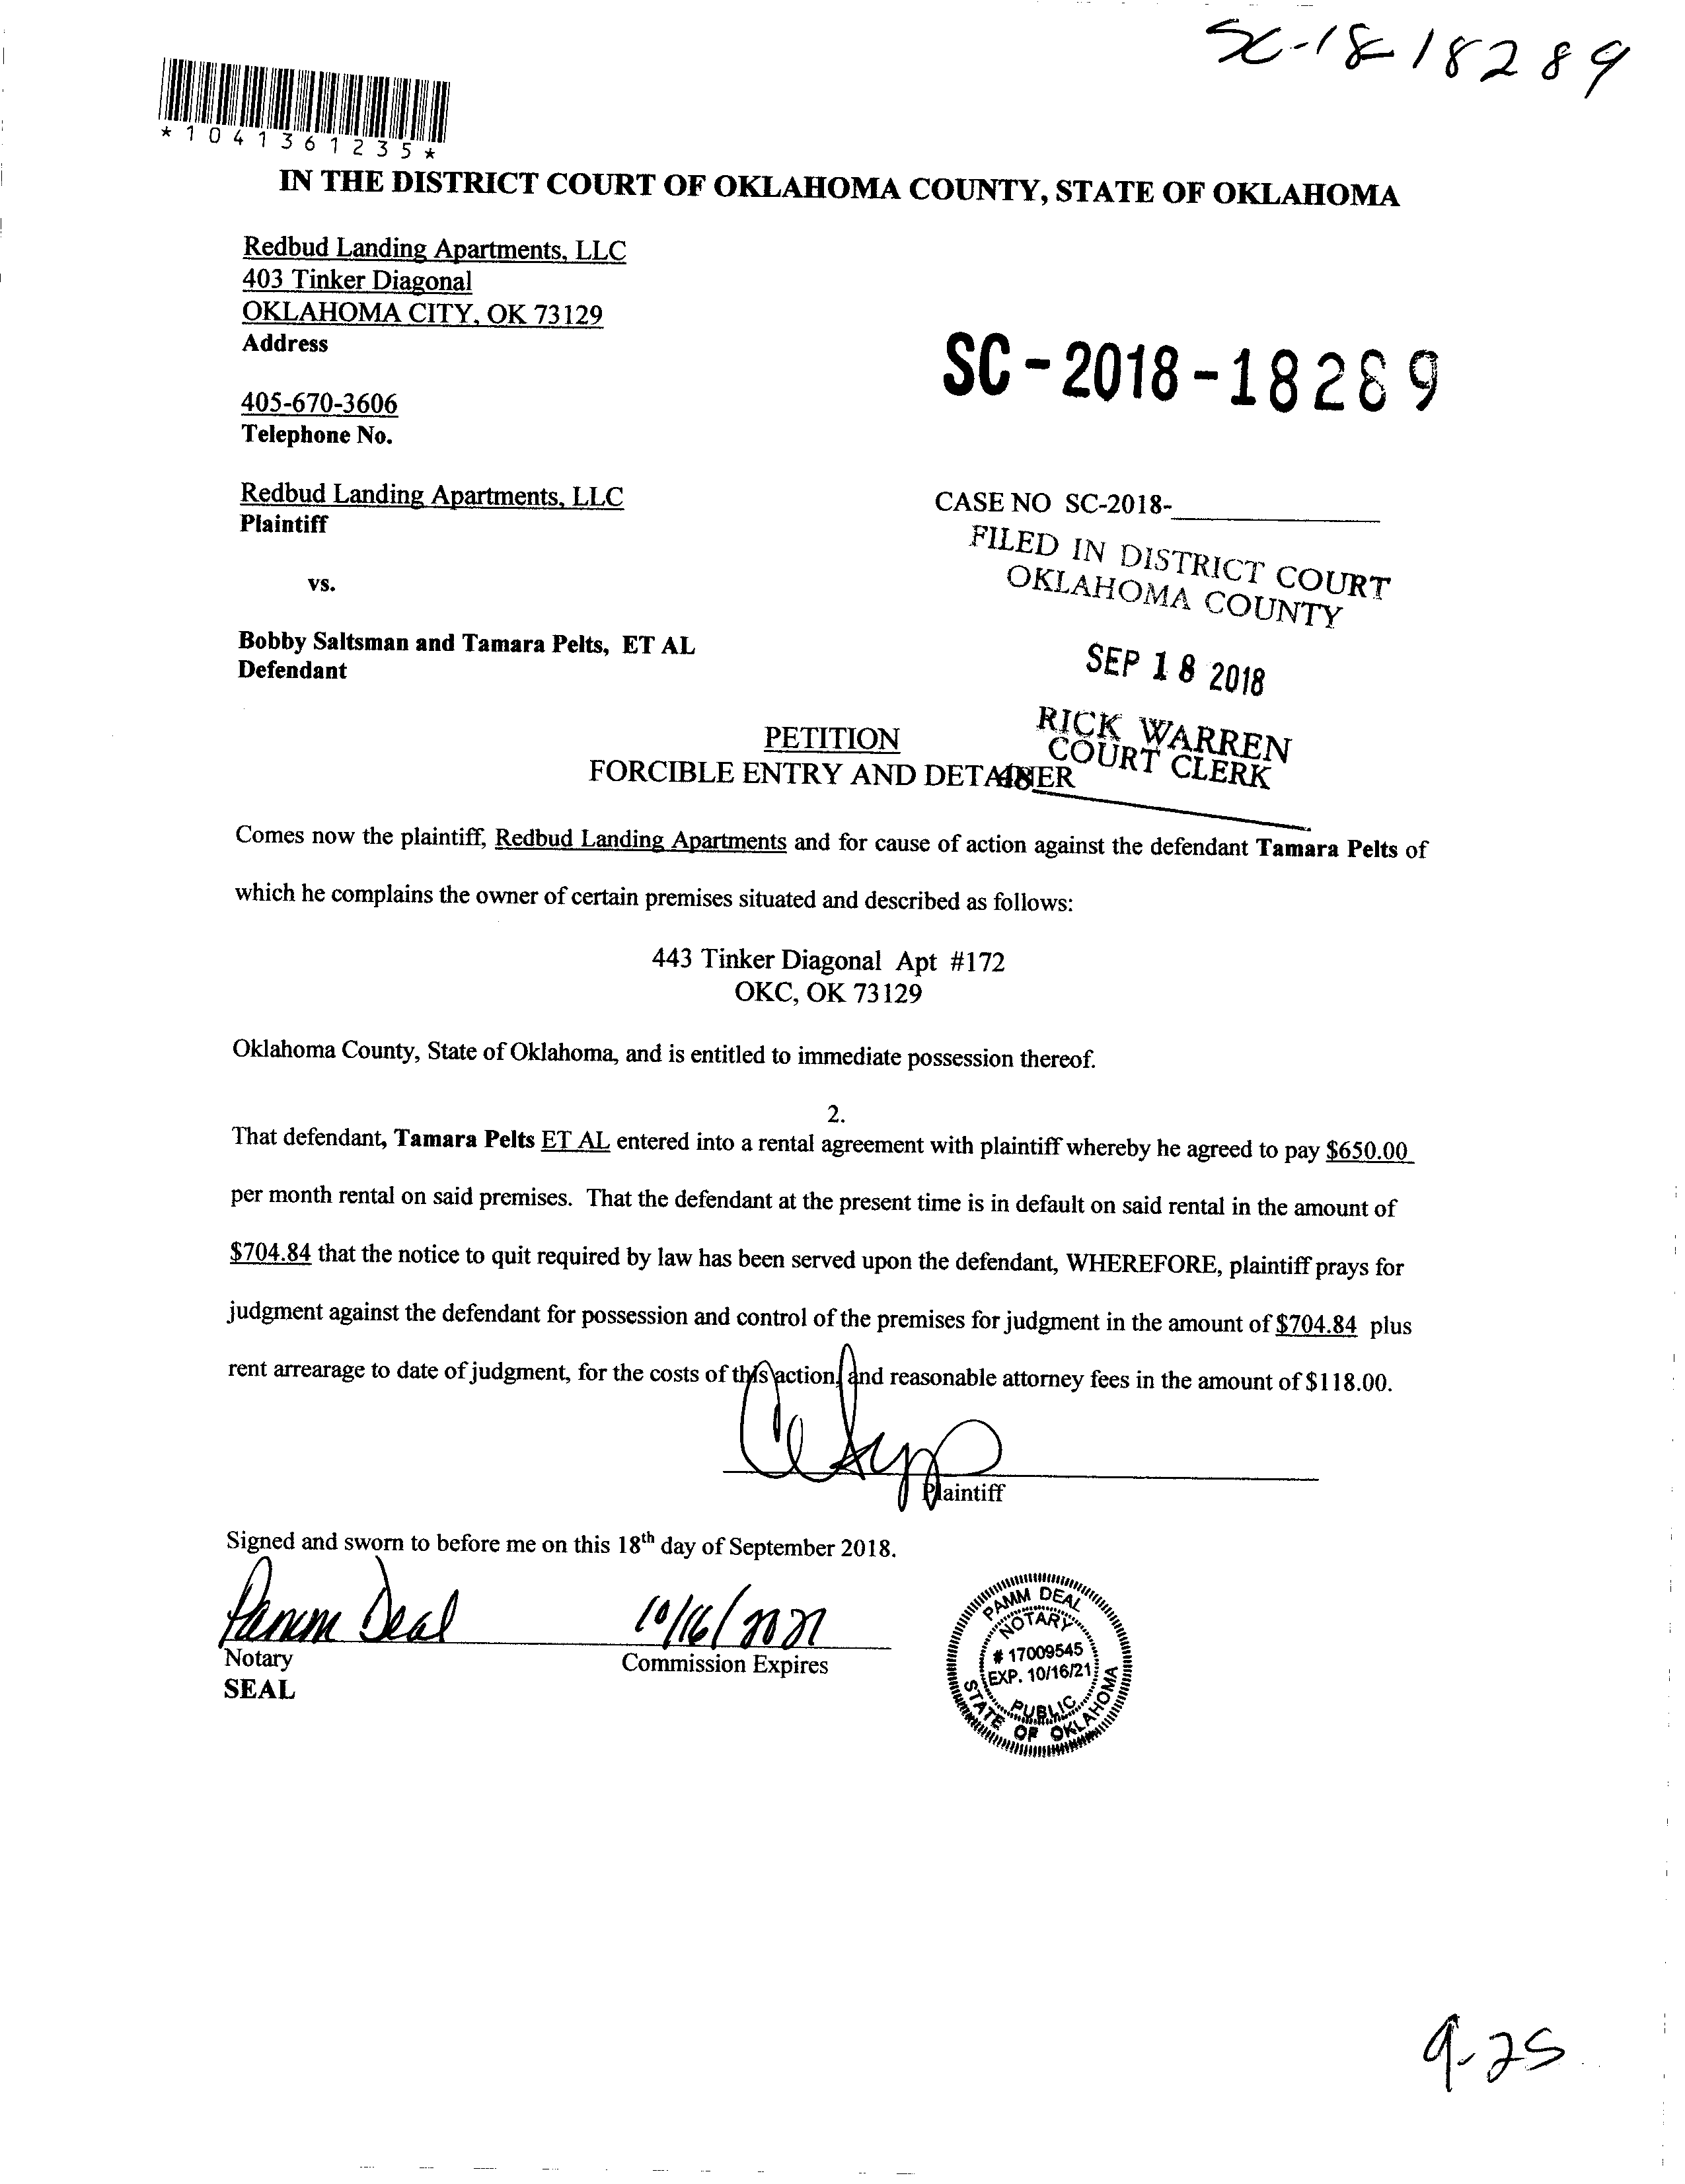 SC-18-18289
*1041361235*
IN THE DISTRICT COURT OF OKLAHOMA COUNTY, STATE OF OKLAHOMA
Redbud Landing Apartments, LLC
403 Tinker Diagonal
OKLAHOMA CITY, OK 73129
Address
SC-2018-18289
405-670-3606
Telephone No.
Redbud Landing Apartments, LLC
Plaintiff
CASE NO SC-2018-
FILED IN DISTRICT COURT
OKLAHOMA COUNTY
vs.
Bobby Saltsman and Tamara Pelts, ET AL
Defendant
SEP 18 2018
RICK WARREN
COURT CLERK
48
PETITION
FORCIBLE ENTRY AND DETAINER
Comes now the plaintiff, Redbud Landing Apartments and for cause of action against the defendant Tamara Pelts of
which he complains the owner of certain premises situated and described as follows:
443 Tinker Diagonal Apt #172
OKC, OK 73129
Oklahoma County, State of Oklahoma, and is entitled to immediate possession thereof.
2.
That defendant, Tamara Pelts ET AL entered into a rental agreement with plaintiff whereby he agreed to pay $650.00
per month rental on said premises. That the defendant at the present time is in default on said rental in the amount of
$704.84 that the notice to quit required by law has been served upon the defendant, WHEREFORE, plaintiff prays for
judgment against the defendant for possession and control of the premises for judgment in the amount of $704.84 plus
rent arrearage to date of judgment, for the costs of this action, and reasonable attorney fees in the amount of $118.00.
Plaintiff
Signed and sworn to before me on this 18th day of September 2018.
Pamm Deal 10/16/2021
Notary Commission Expires
SEAL
PAMM DEAL
NOTARY
# 17009545
EXP. 10/16/21
PUBLIC
STATE OF OKLAHOMA
9-25